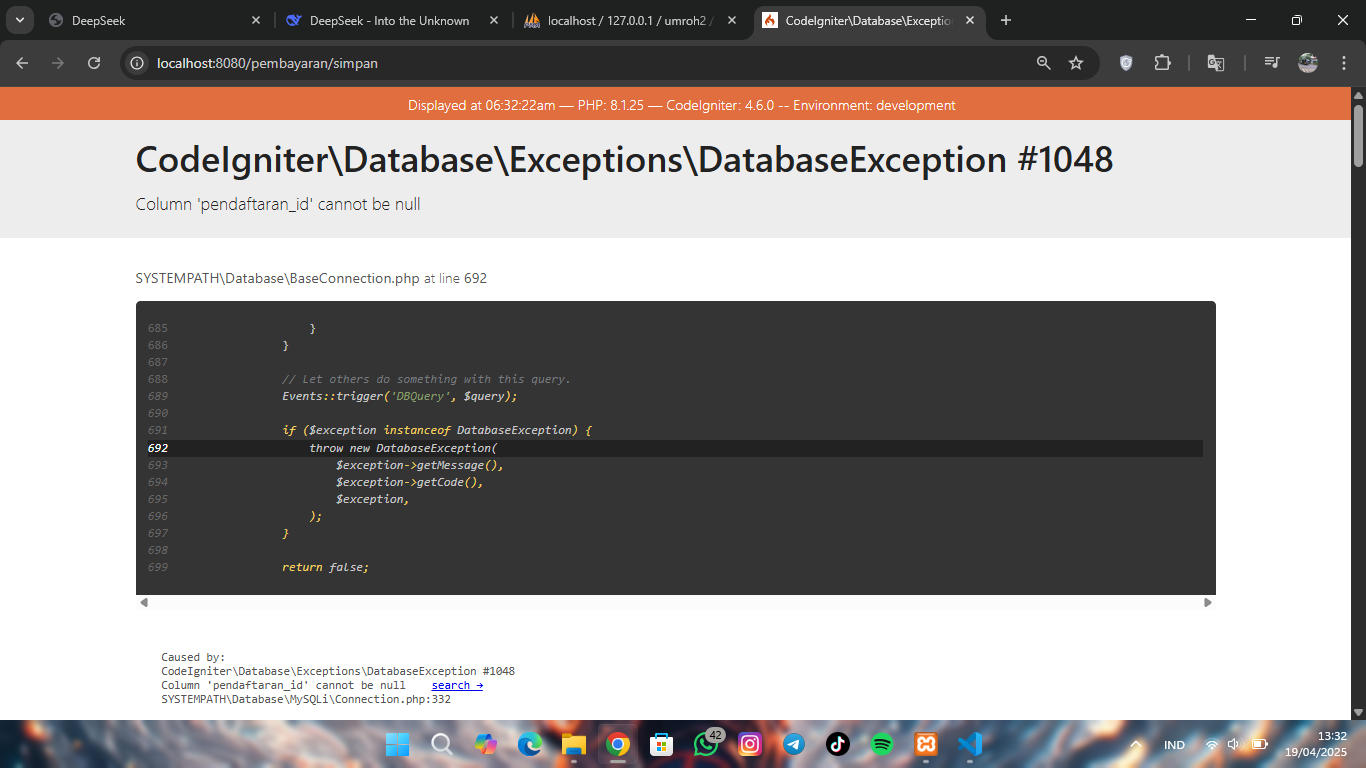 DeepSeek
DeepSeek - Into the Unknown
localhost / 127.0.0.1 / umroh2 /
CodeIgniter\Database\Exceptio
localhost:8080/pembayaran/simpan
Displayed at 06:32:22am — PHP: 8.1.25 — CodeIgniter: 4.6.0 -- Environment: development
CodeIgniter\Database\Exceptions\DatabaseException #1048
Column 'pendaftaran_id' cannot be null
SYSTEMPATH\Database\BaseConnection.php at line 692
685 }
686 }
687
688 // Let others do something with this query.
689 Events::trigger('DBQuery', $query);
690
691 if ($exception instanceof DatabaseException) {
692 throw new DatabaseException(
693 $exception->getMessage(),
694 $exception->getCode(),
695 $exception,
696 );
697 }
698
699 return false;
Caused by:
CodeIgniter\Database\Exceptions\DatabaseException #1048
Column 'pendaftaran_id' cannot be null search →
SYSTEMPATH\Database\MySQLi\Connection.php:332
42
IND
13:32
19/04/2025